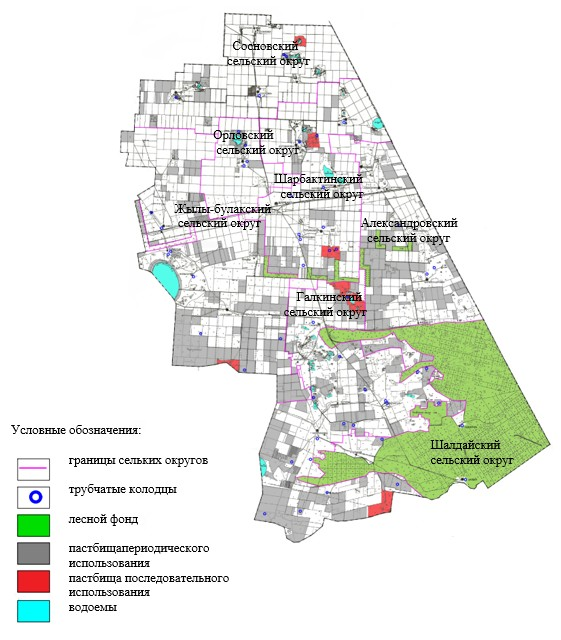 Сосновский
сельский округ
Орловский
сельский округ
Шарбактинский
сельский округ
Жылы-булакский
сельский округ
Александровский
сельский округ
Галкинский
сельский округ
Шалдайский
сельский округ
Условные обозначения:
границы сельких округов
трубчатые колодцы
лесной фонд
пастбищапериодического
использования
пастбища последовательного
использования
водоемы